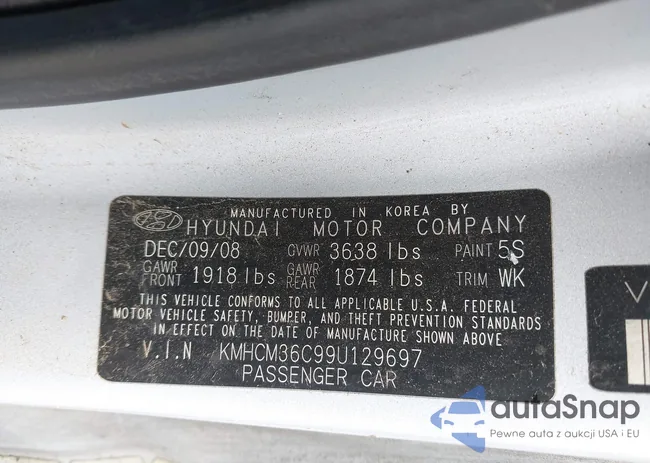 MANUFACTURED IN KOREA BY
HYUNDAI MOTOR COMPANY
DEC/09/08 GVWR 3638 lbs PAINT 5S
GAWR FRONT 1918 lbs GAWR REAR 1874 lbs TRIM WK
THIS VEHICLE CONFORMS TO ALL APPLICABLE U.S.A. FEDERAL
MOTOR VEHICLE SAFETY, BUMPER, AND THEFT PREVENTION STANDARDS
IN EFFECT ON THE DATE OF MANUFACTURE SHOWN ABOVE.
V.I.N KMHCM36C99U129697
PASSENGER CAR
V
autaSnap
Pewne auta z aukcji USA i EU